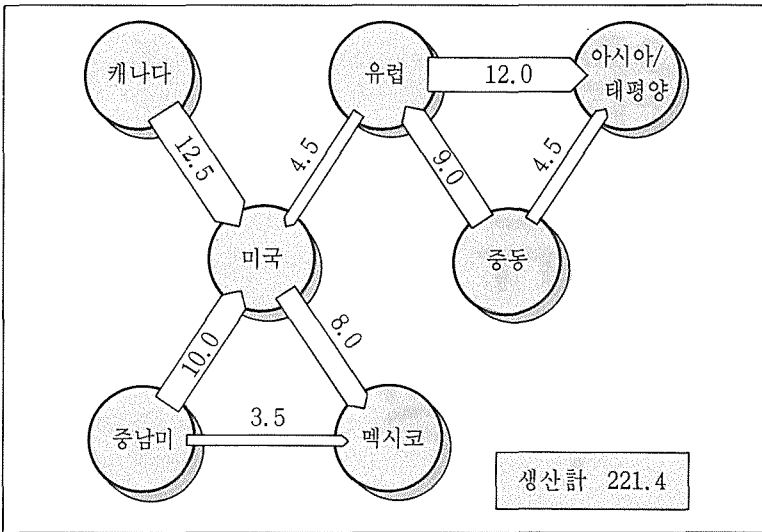 캐나다
유럽
아시아/
태평양
12.0
12.5
4.5
9.0
4.5
미국
중동
10.0
8.0
중남미
3.5
멕시코
생산計 221.4